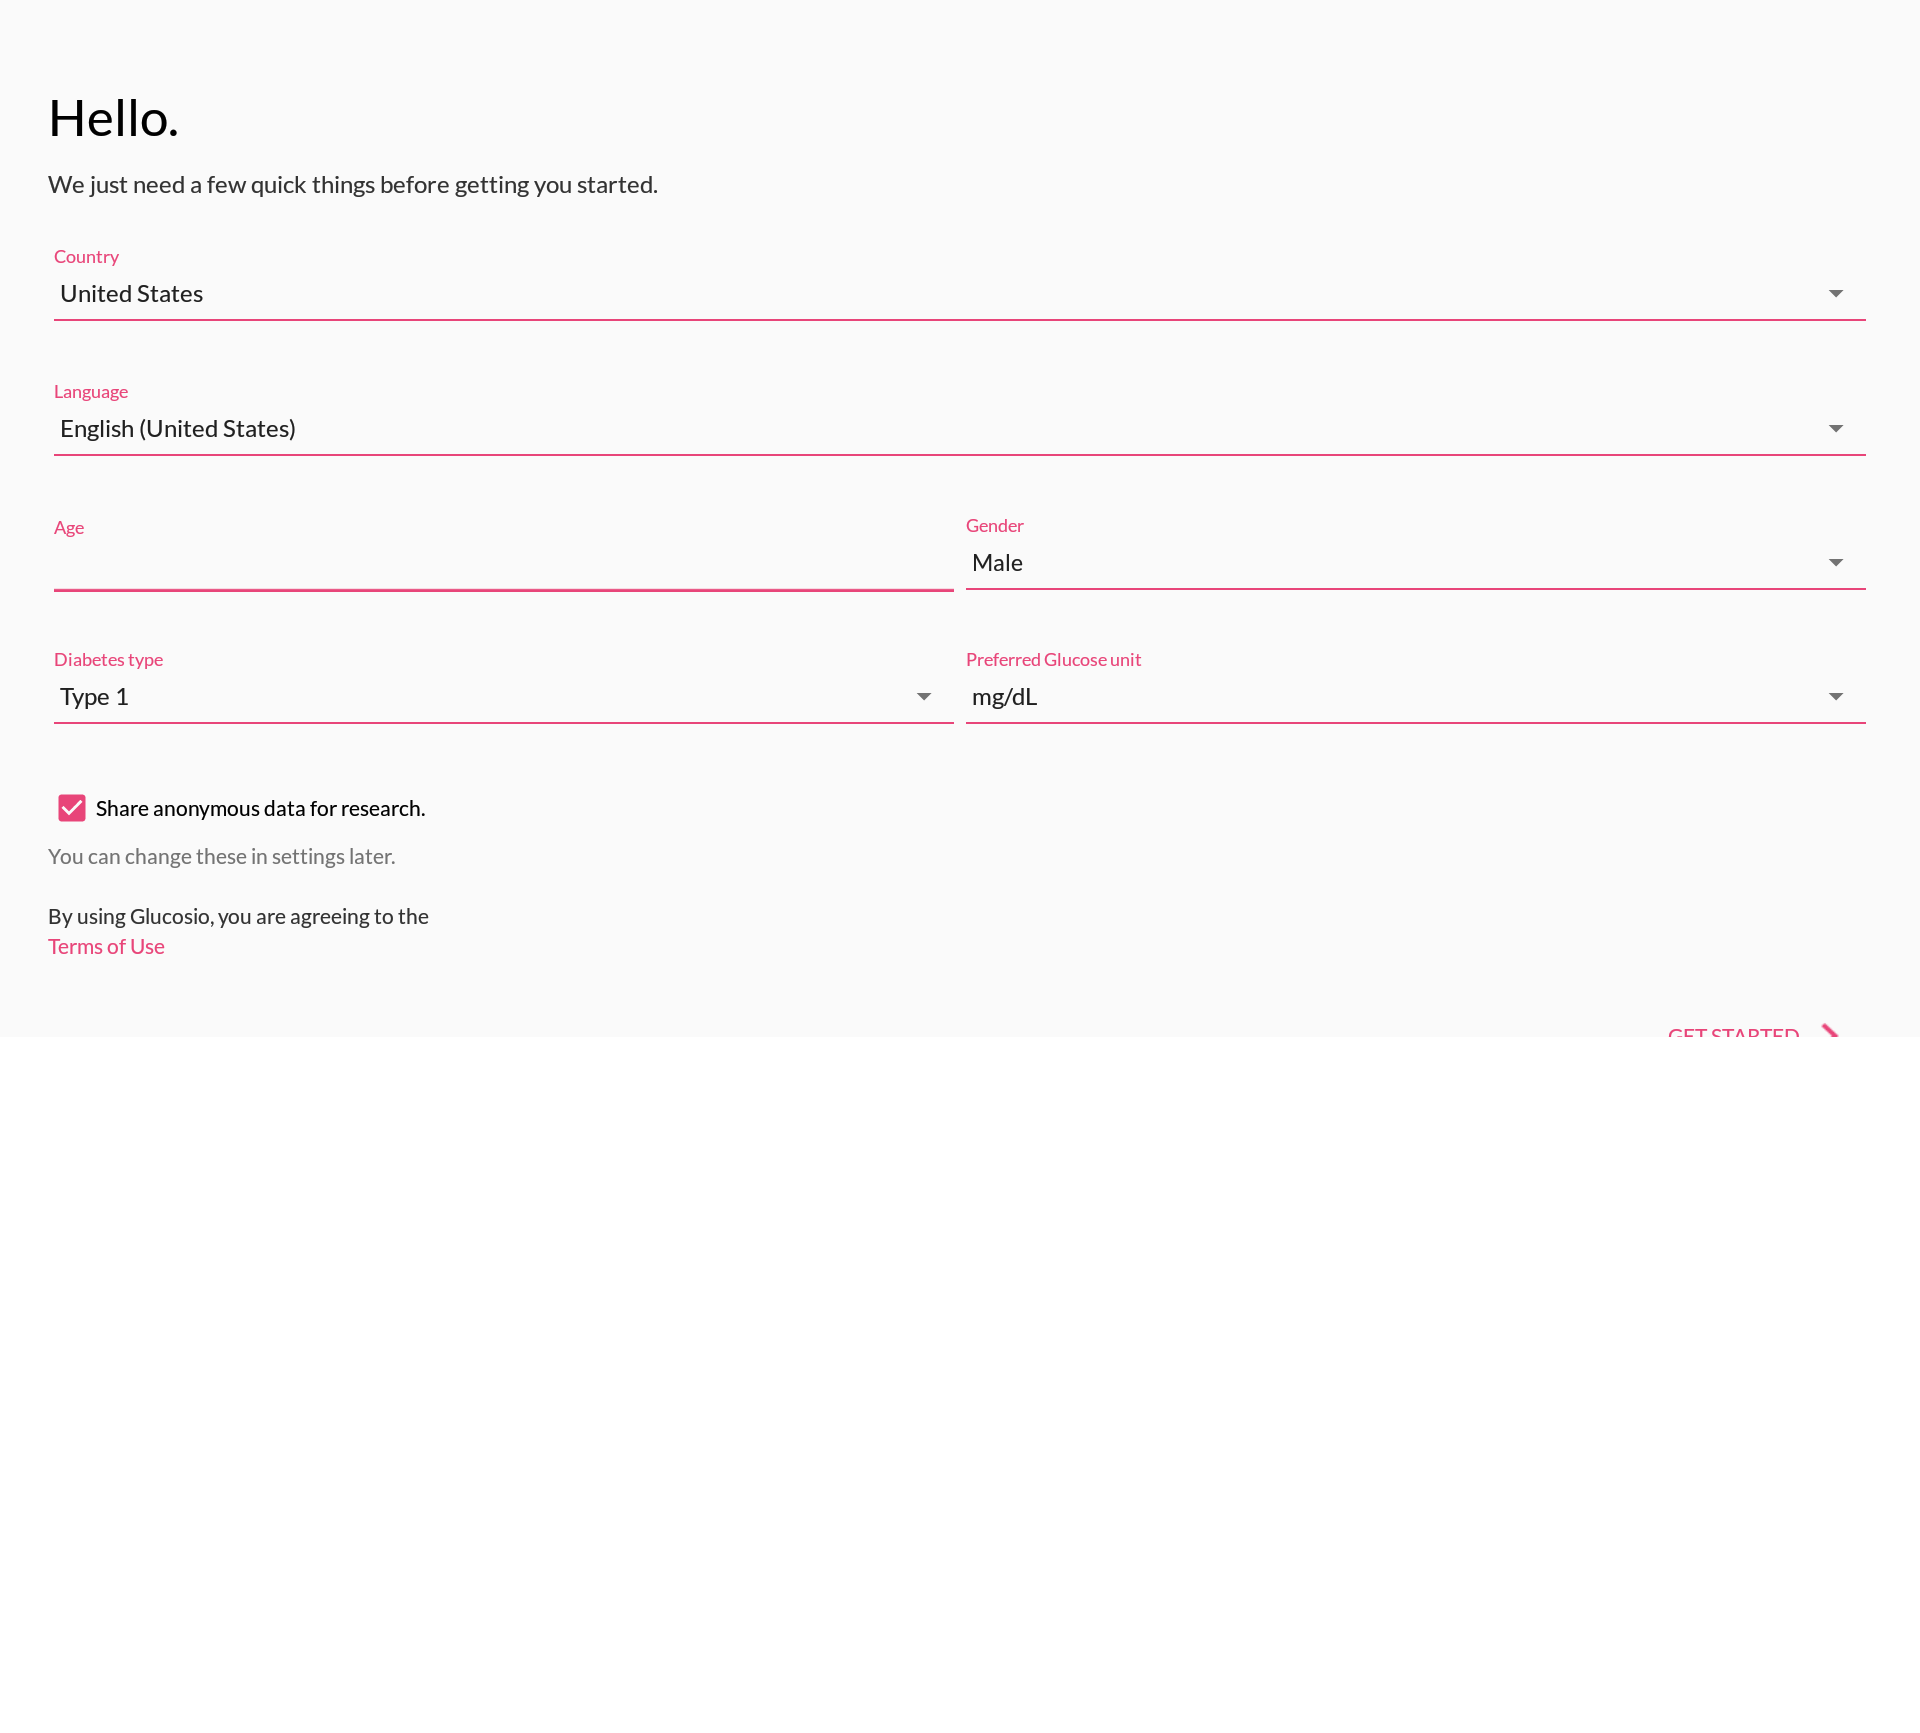 Hello.
We just need a few quick things before getting you started.
Country
United States
Language
English (United States)
Age
Gender
Male
Diabetes type
Type 1
Preferred Glucose unit
mg/dL
Share anonymous data for research.
You can change these in settings later.
By using Glucosio, you are agreeing to the
Terms of Use
GET STARTED